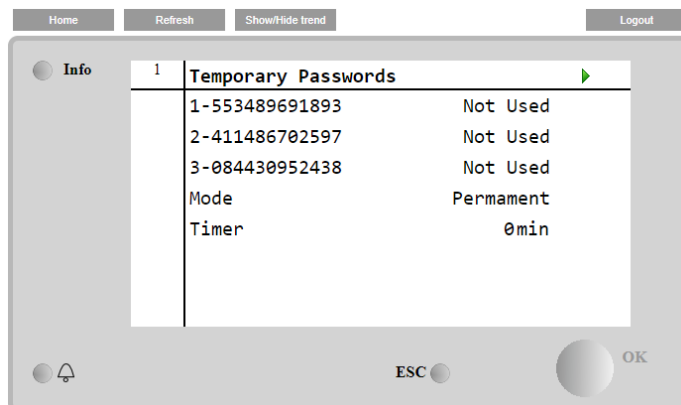 Home Refresh Show/Hide trend Logout
Info
1 Temporary Passwords
1-553489691893 Not Used
2-411486702597 Not Used
3-084430952438 Not Used
Mode Permament
Timer 0min
ESC
OK